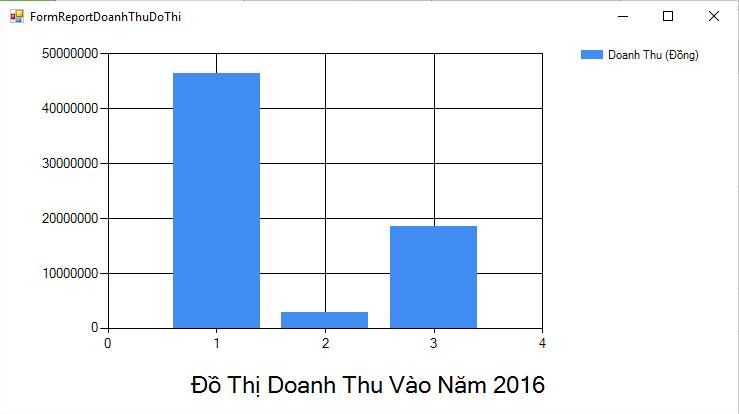 FormReportDoanhThuDoThi
50000000
Doanh Thu (Đồng)
40000000
30000000
20000000
10000000
0
0 1 2 3 4
Đồ Thị Doanh Thu Vào Năm 2016